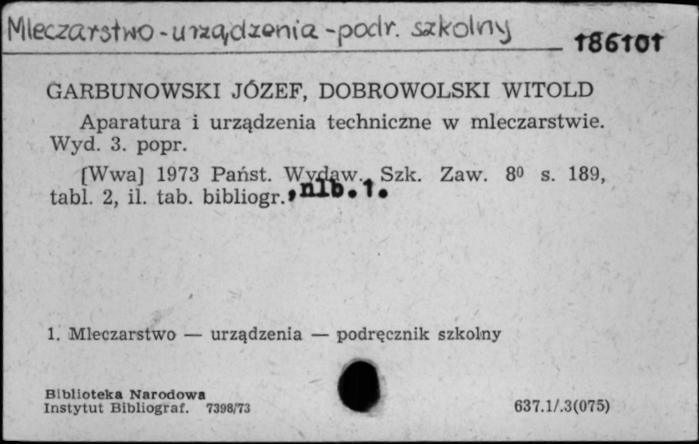 Mleczarstwo - urządzenia - podr. szkolny
186101
GARBUNOWSKI JÓZEF, DOBROWOLSKI WITOLD
Aparatura i urządzenia techniczne w mleczarstwie.
Wyd. 3. popr.
[Wwa] 1973 Państ. Wydaw. Szk. Zaw. 8⁰ s. 189,
tabl. 2, il. tab. bibliogr., nlb. 1.
1. Mleczarstwo — urządzenia — podręcznik szkolny
Biblioteka Narodowa
Instytut Bibliograf. 7398/73
637.1/.3(075)